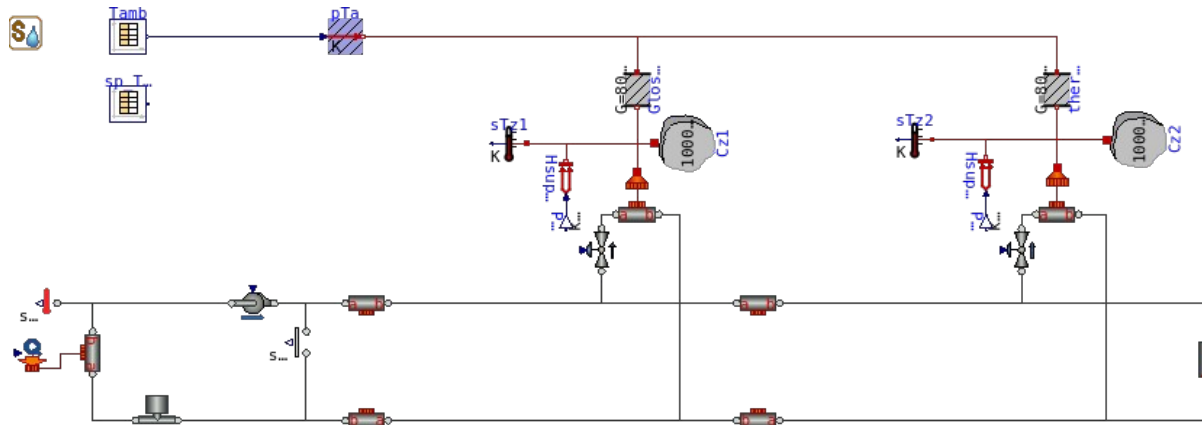 S
Tamb
pTa
K
sp_T...
G=80...
Glos...
G=80...
ther...
sTz1
K
1000...
Cz1
sTz2
K
1000...
Cz2
Hsup...
P...
K...
Hsup...
P...
K...
a b
a b
a b
a b
s...
Q
a b
s...
a b
a b